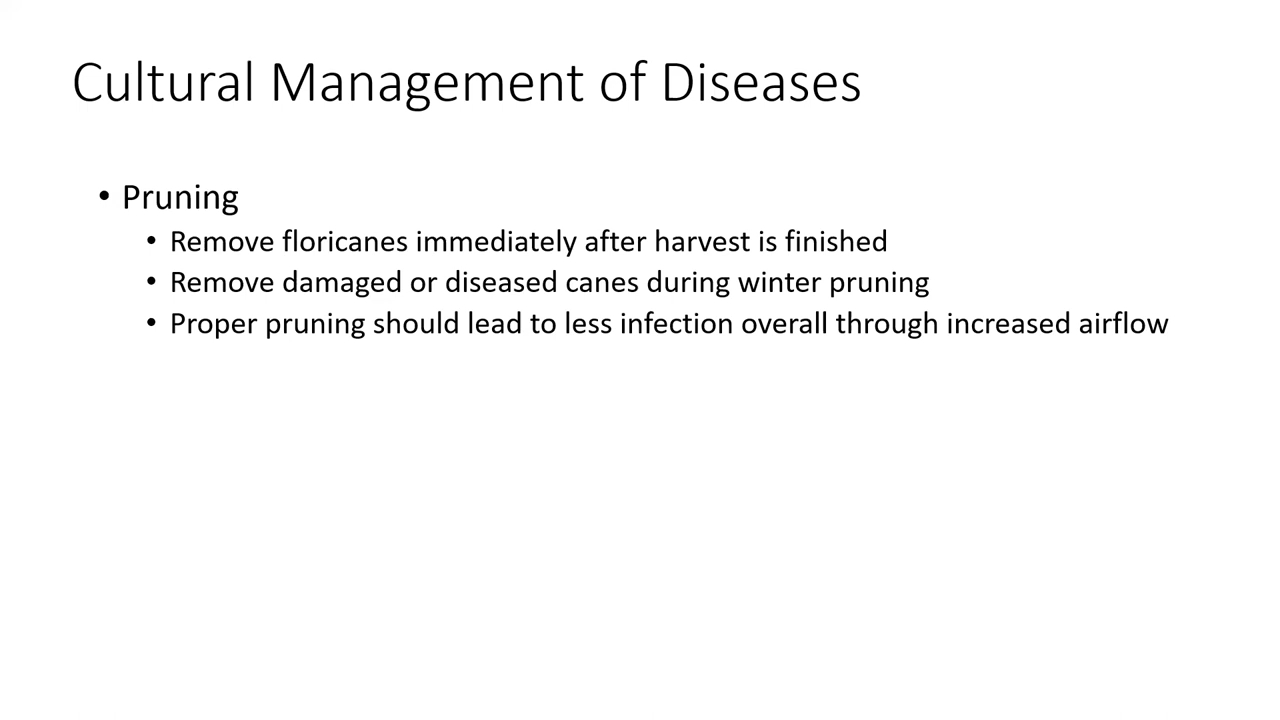 Cultural Management of Diseases
• Pruning
• Remove floricanes immediately after harvest is finished
• Remove damaged or diseased canes during winter pruning
• Proper pruning should lead to less infection overall through increased airflow